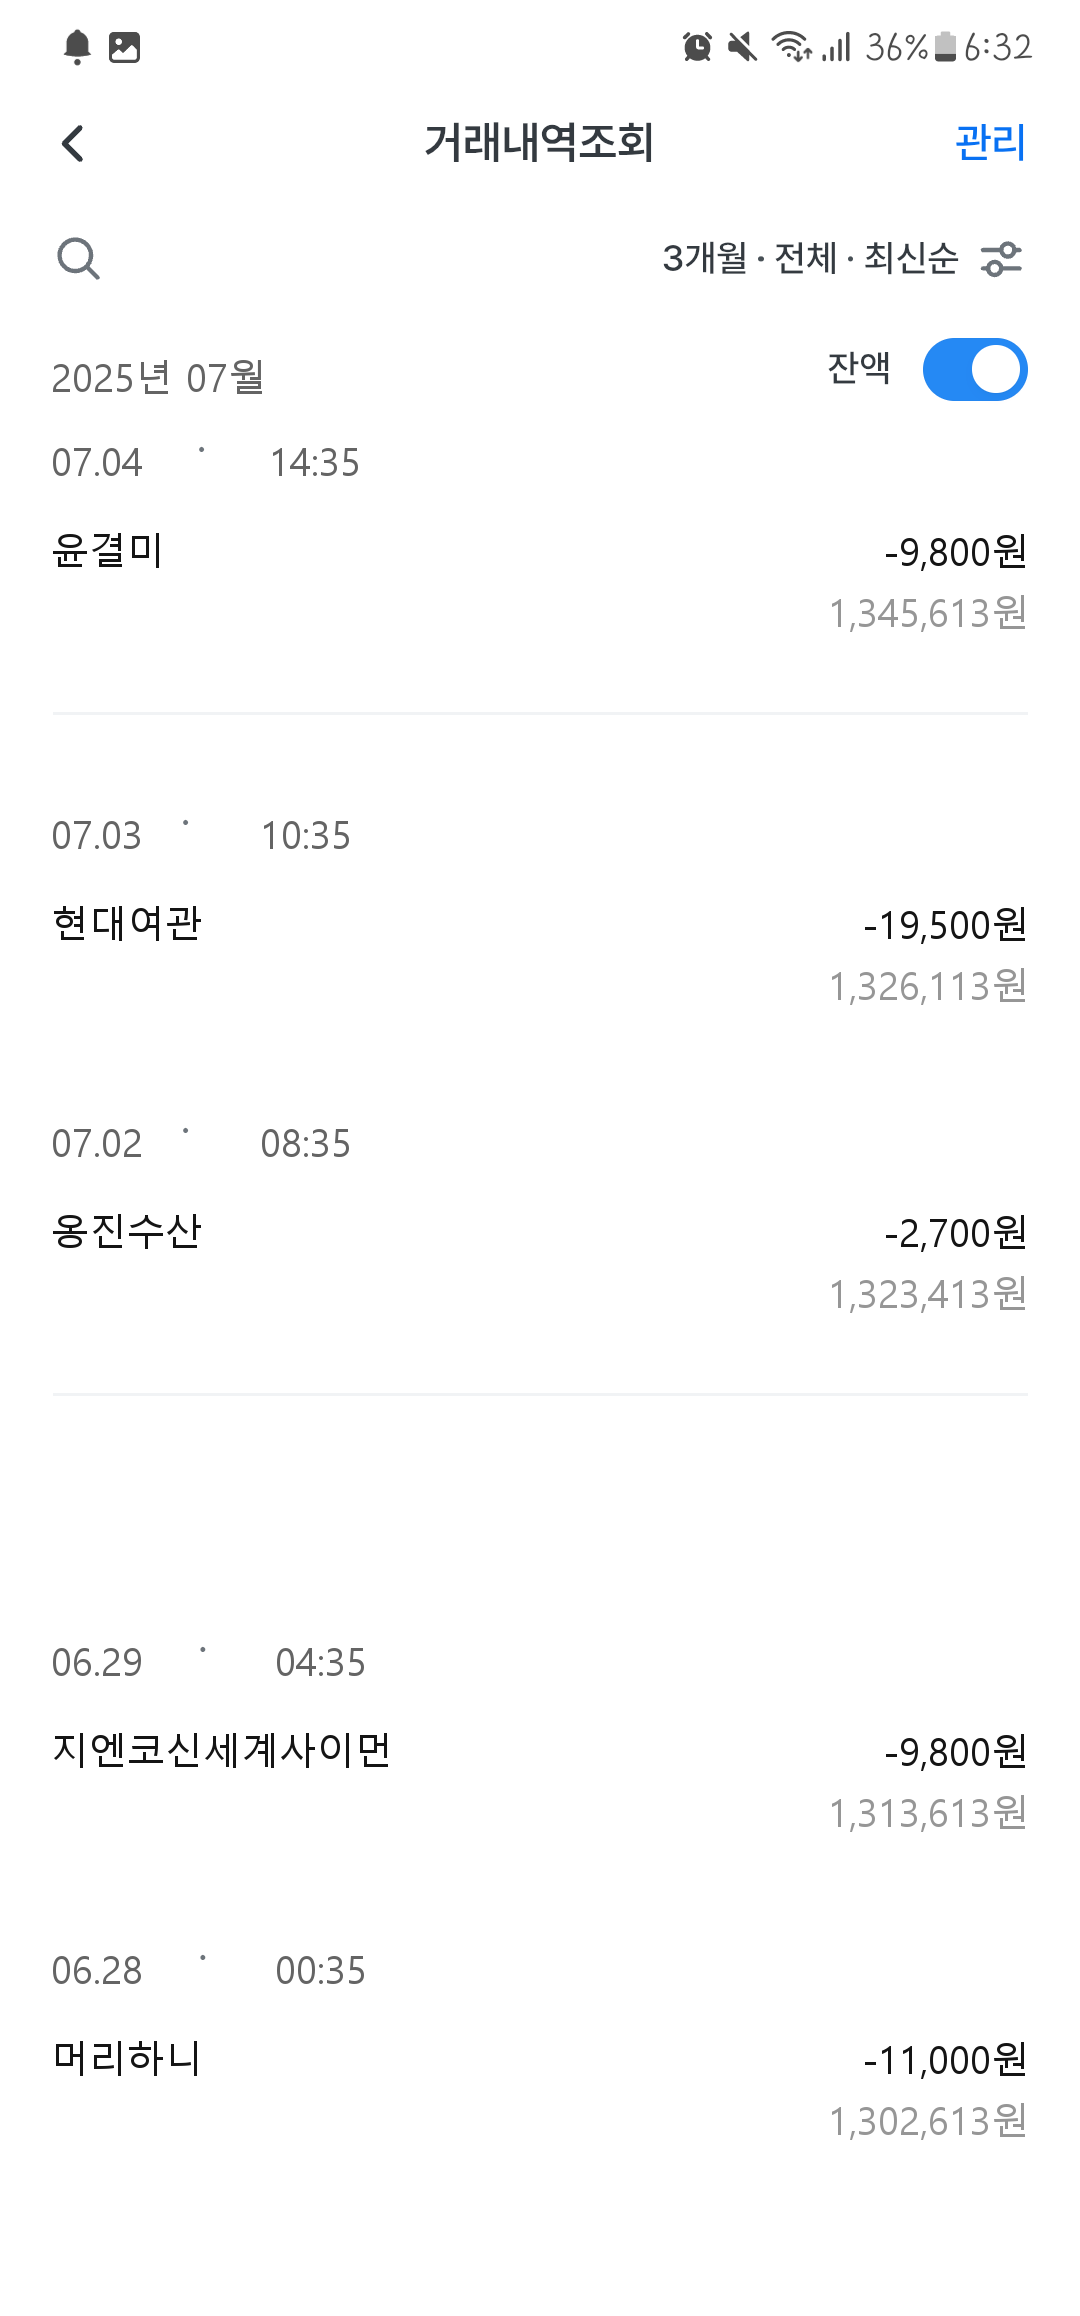 36% 6:32
거래내역조회 관리
3개월 · 전체 · 최신순
2025년 07월 잔액
07.04 · 14:35
윤결미 -9,800원
1,345,613원
07.03 · 10:35
현대여관 -19,500원
1,326,113원
07.02 · 08:35
옹진수산 -2,700원
1,323,413원
06.29 · 04:35
지엔코신세계사이먼 -9,800원
1,313,613원
06.28 · 00:35
머리하니 -11,000원
1,302,613원